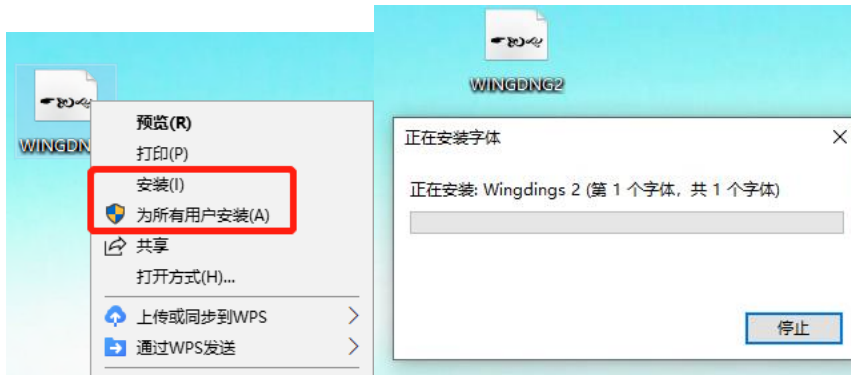 WINGDN
预览(R)
打印(P)
安装(I)
为所有用户安装(A)
共享
打开方式(H)...
上传或同步到WPS
通过WPS发送
WINGDNG2
正在安装字体
正在安装: Wingdings 2 (第 1 个字体，共 1 个字体)
停止